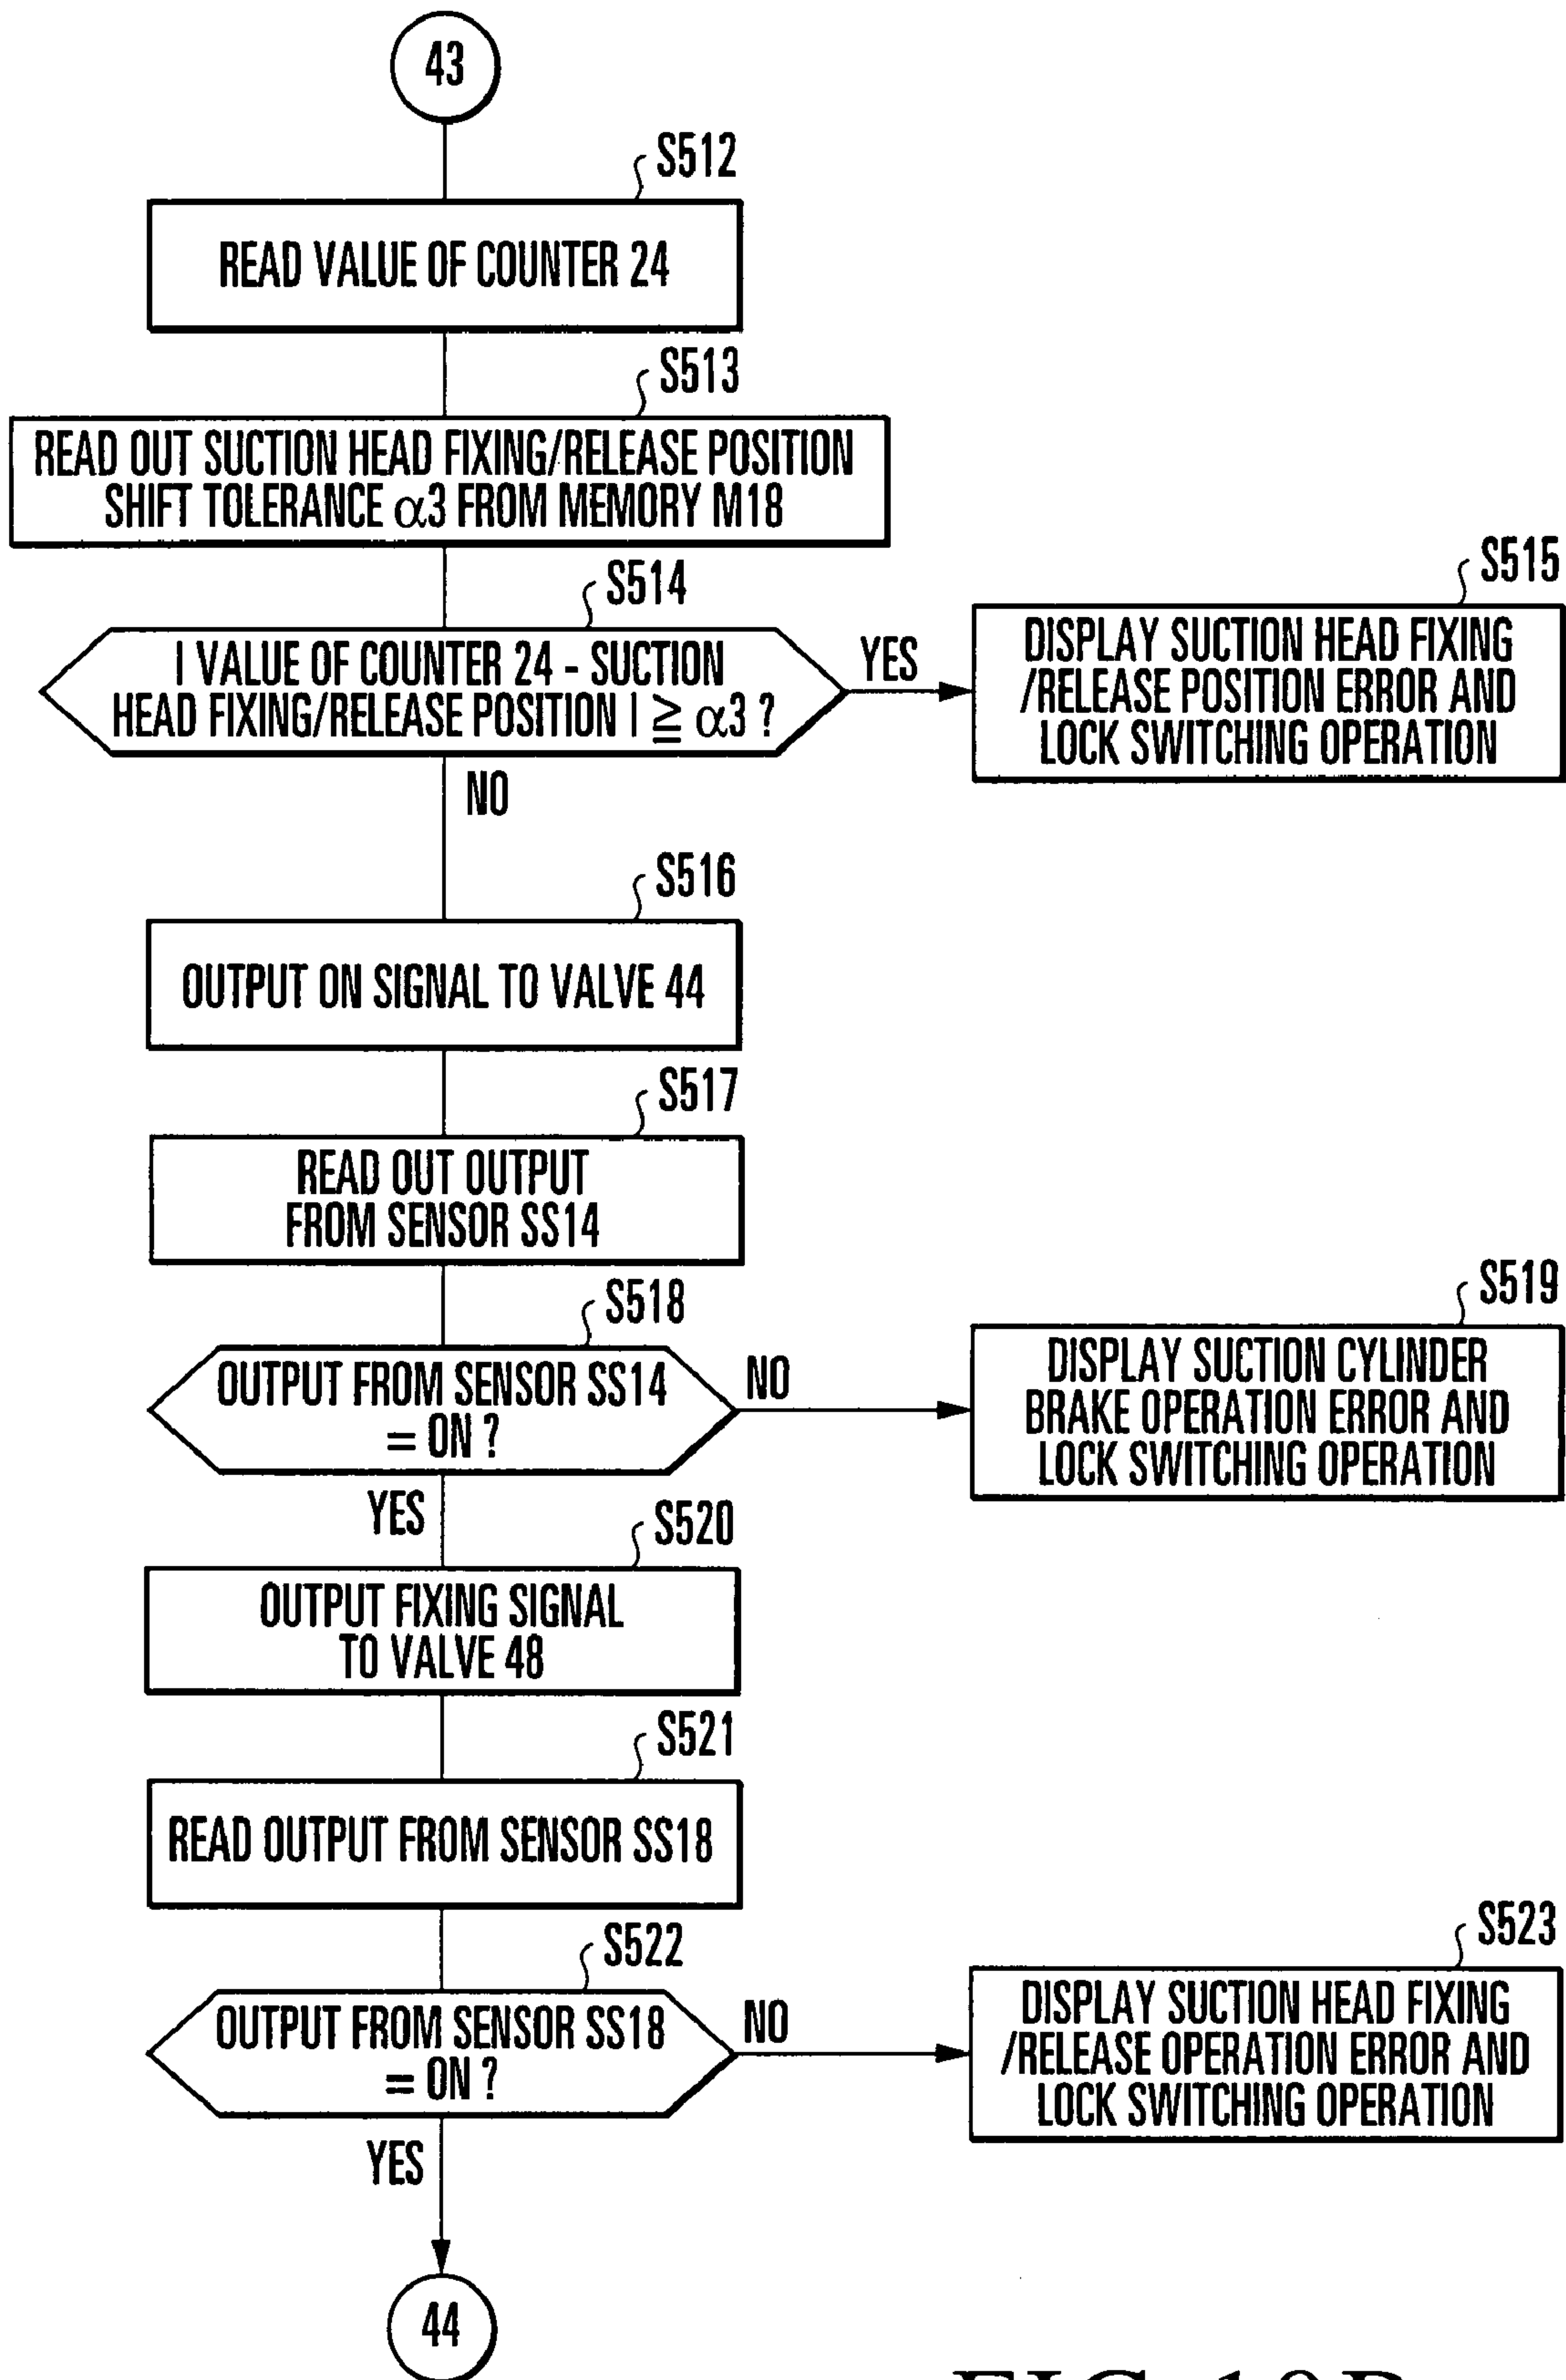 43
S512
READ VALUE OF COUNTER 24
S513
READ OUT SUCTION HEAD FIXING/RELEASE POSITION
SHIFT TOLERANCE α3 FROM MEMORY M18
S514
I VALUE OF COUNTER 24 - SUCTION
HEAD FIXING/RELEASE POSITION I ≧ α3 ?
YES
S515
DISPLAY SUCTION HEAD FIXING
/RELEASE POSITION ERROR AND
LOCK SWITCHING OPERATION
NO
S516
OUTPUT ON SIGNAL TO VALVE 44
S517
READ OUT OUTPUT
FROM SENSOR SS14
S518
OUTPUT FROM SENSOR SS14
= ON ?
NO
S519
DISPLAY SUCTION CYLINDER
BRAKE OPERATION ERROR AND
LOCK SWITCHING OPERATION
YES
S520
OUTPUT FIXING SIGNAL
TO VALVE 48
S521
READ OUTPUT FROM SENSOR SS18
S522
OUTPUT FROM SENSOR SS18
= ON ?
NO
S523
DISPLAY SUCTION HEAD FIXING
/RELEASE OPERATION ERROR AND
LOCK SWITCHING OPERATION
YES
44